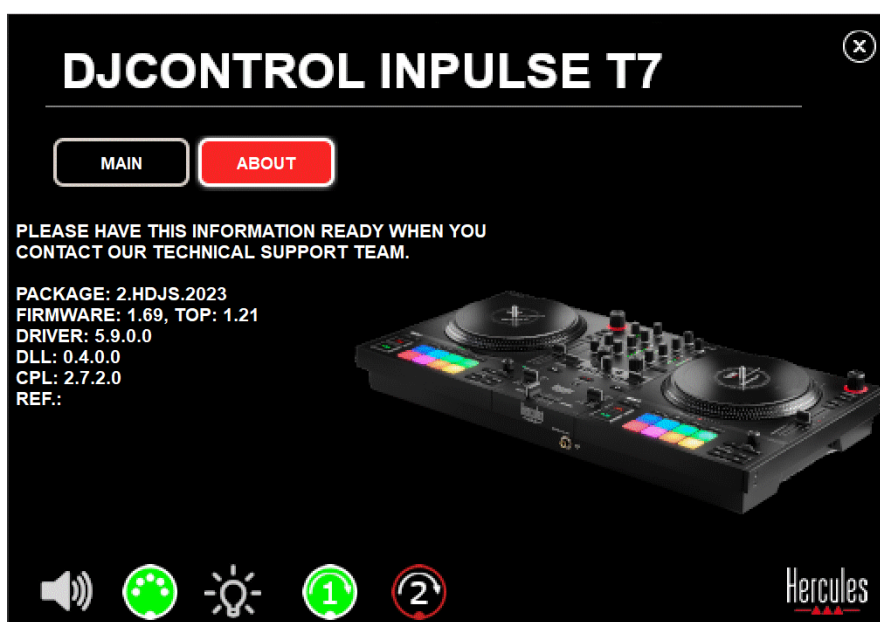 DJCONTROL INPULSE T7
MAIN
ABOUT
PLEASE HAVE THIS INFORMATION READY WHEN YOU
CONTACT OUR TECHNICAL SUPPORT TEAM.
PACKAGE: 2.HDJS.2023
FIRMWARE: 1.69, TOP: 1.21
DRIVER: 5.9.0.0
DLL: 0.4.0.0
CPL: 2.7.2.0
REF.:
1
2
Hercules